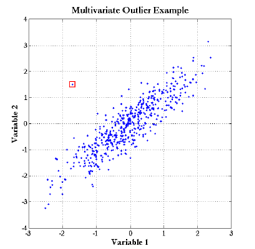 Multivariate Outlier Example
4
3
2
1
0
-1
-2
-3
-4
Variable 2
-3 -2 -1 0 1 2 3
Variable 1